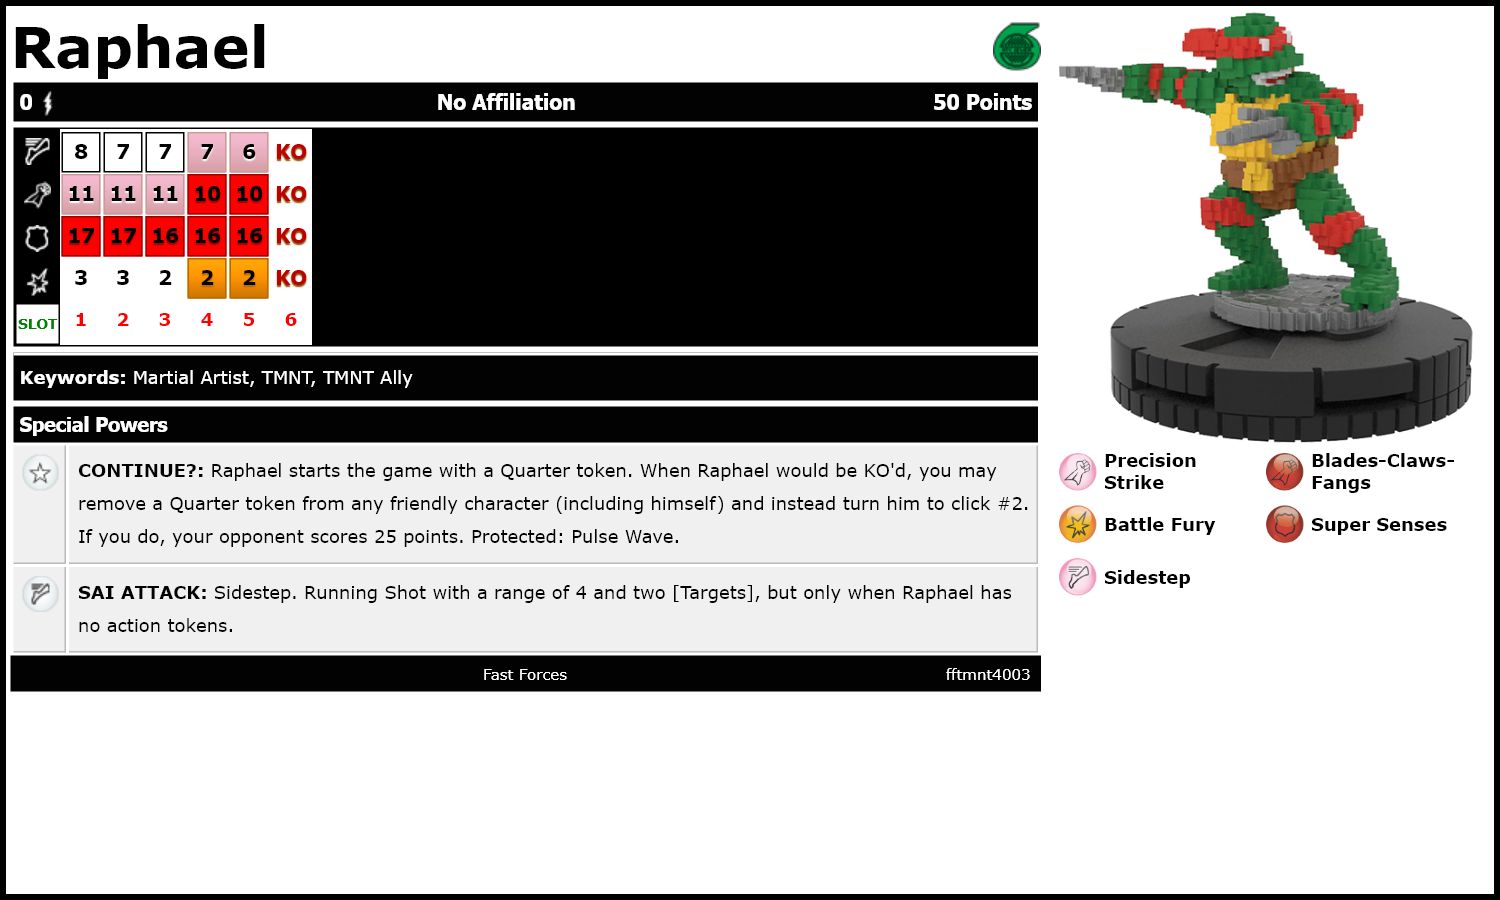 Raphael
0 No Affiliation 50 Points
8 7 7 7 6 KO
11 11 11 10 10 KO
17 17 16 16 16 KO
3 3 2 2 2 KO
SLOT 1 2 3 4 5 6
Keywords: Martial Artist, TMNT, TMNT Ally
Special Powers
CONTINUE?: Raphael starts the game with a Quarter token. When Raphael would be KO'd, you may
remove a Quarter token from any friendly character (including himself) and instead turn him to click #2.
If you do, your opponent scores 25 points. Protected: Pulse Wave.
SAI ATTACK: Sidestep. Running Shot with a range of 4 and two [Targets], but only when Raphael has
no action tokens.
Fast Forces fftmnt4003
Precision
Strike
Blades-Claws-
Fangs
Battle Fury
Super Senses
Sidestep